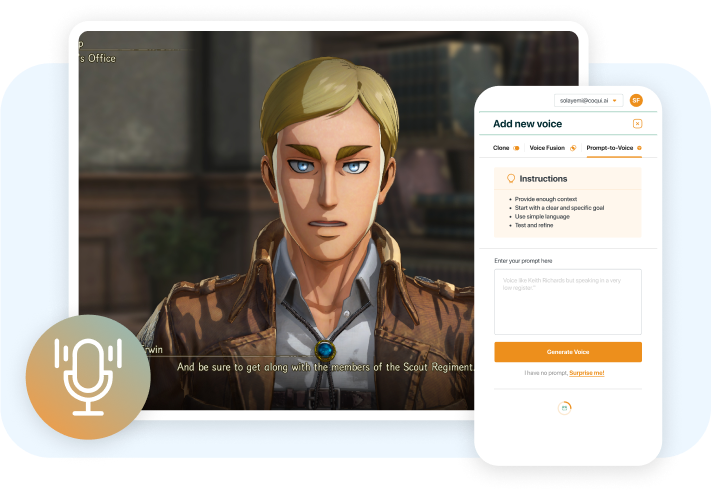 's Office
rwin
And be sure to get along with the members of the Scout Regiment.
solayemi@coqui.ai
SF
Add new voice
Clone
Voice Fusion
Prompt-to-Voice
Instructions
Provide enough context
Start with a clear and specific goal
Use simple language
Test and refine
Enter your prompt here
Voice like Keith Richards but speaking in a very
low register."
Generate Voice
I have no prompt, Surprise me!